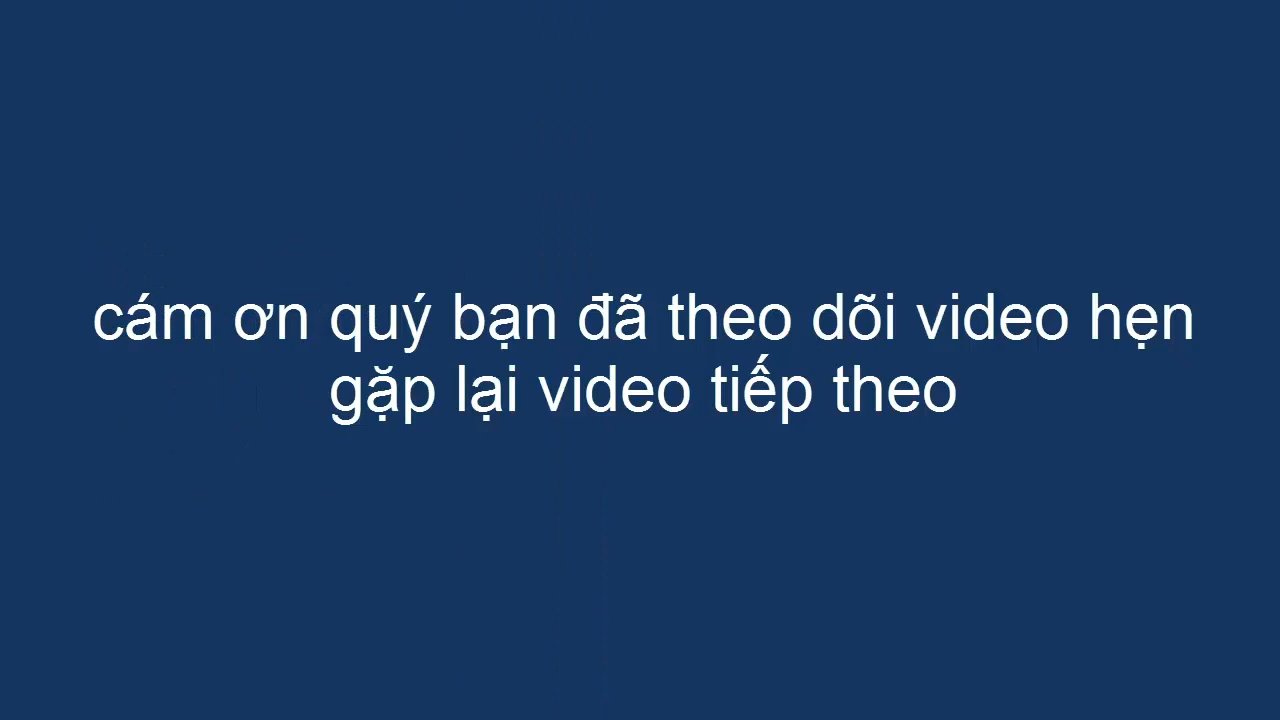 cám ơn quý bạn đã theo dõi video hẹn
gặp lại video tiếp theo